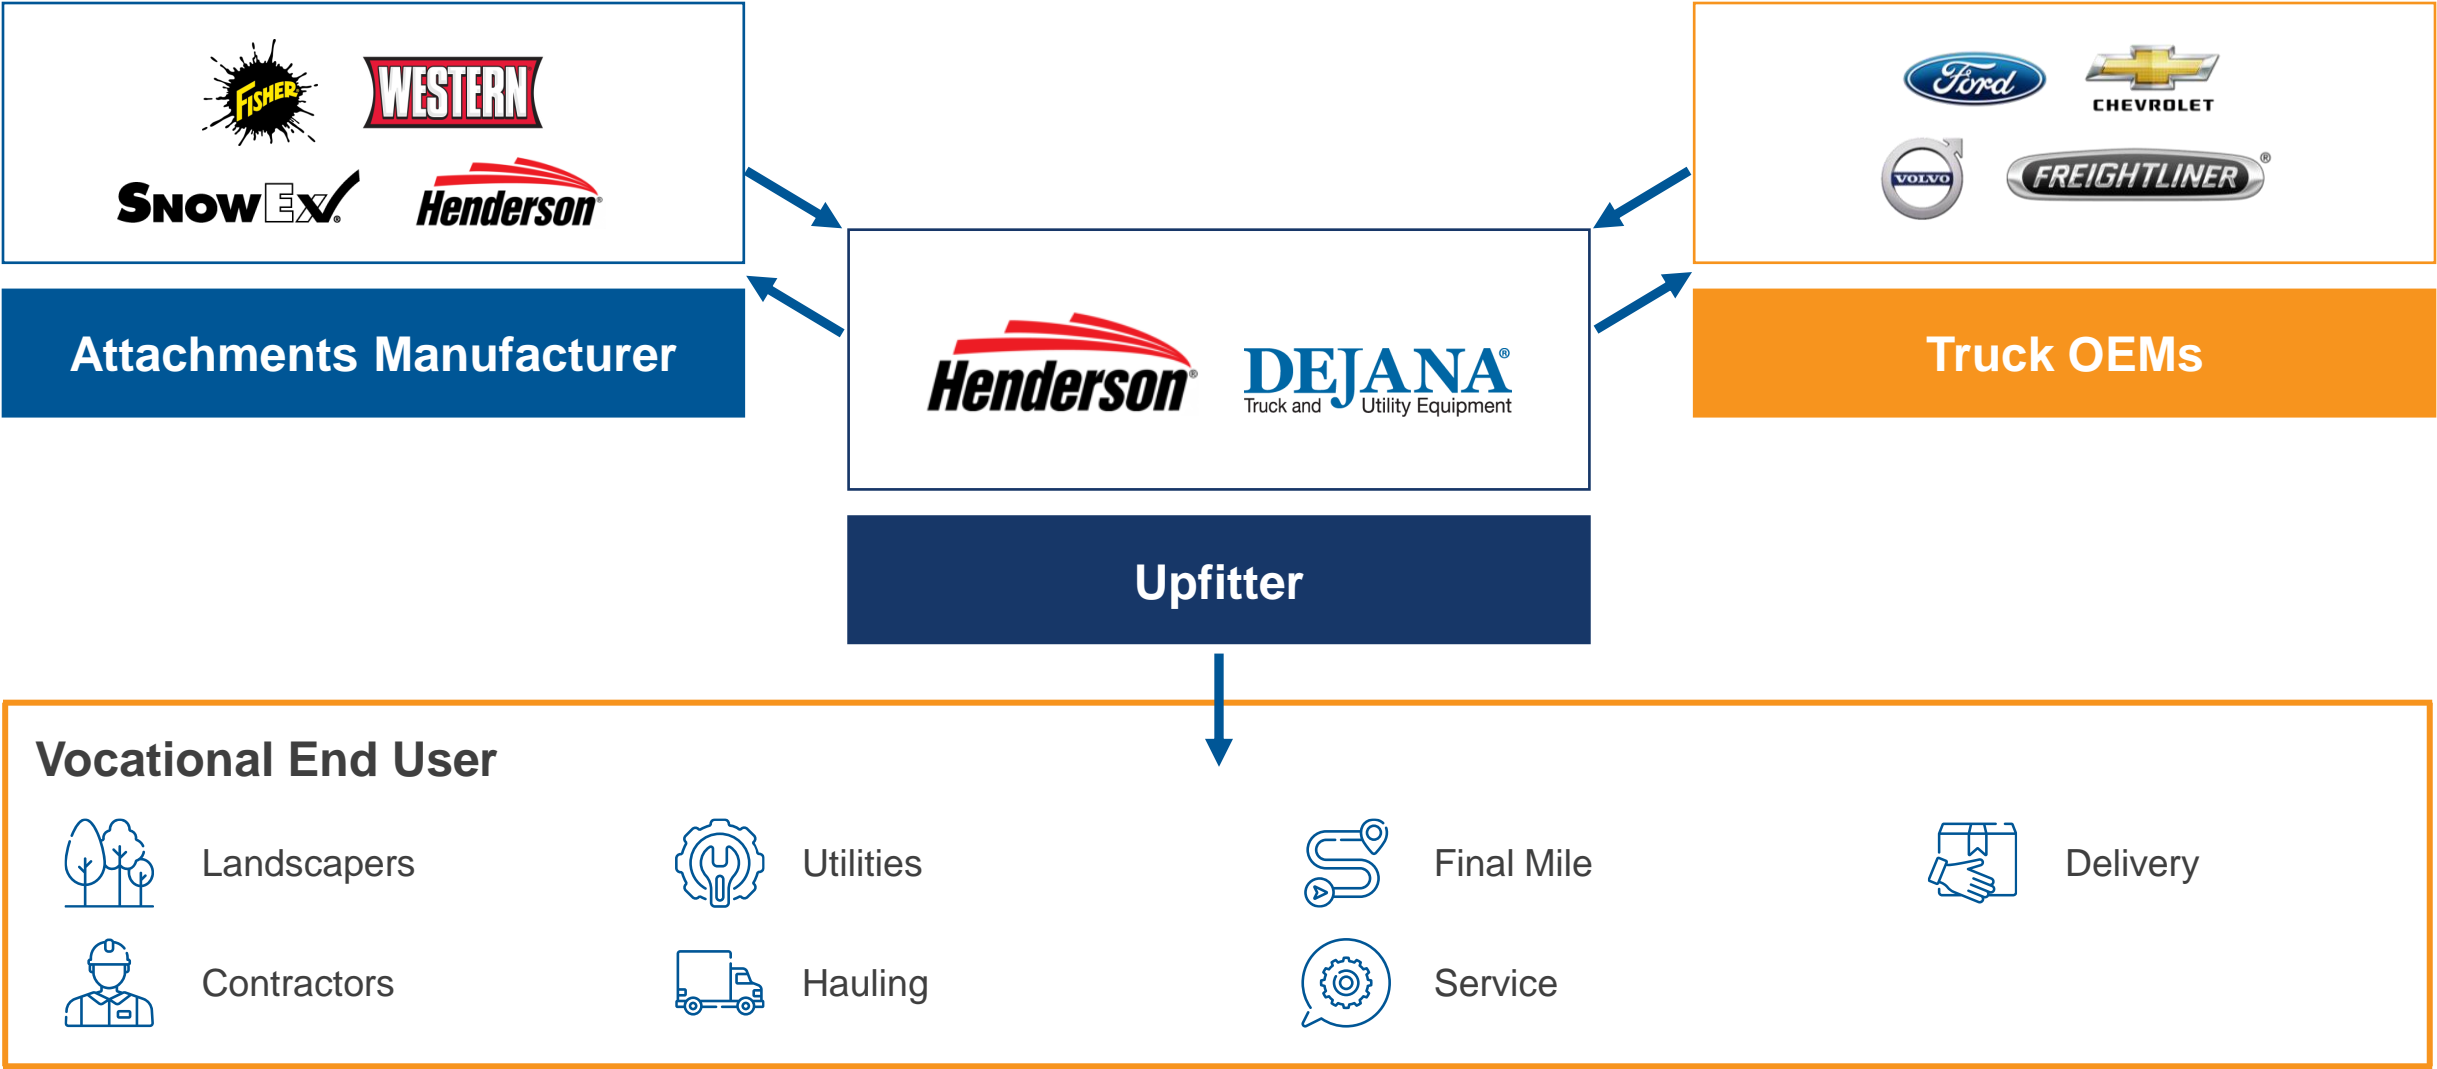 FISHER
WESTERN
SNOWEX®
Henderson®
Attachments Manufacturer
Ford
CHEVROLET
VOLVO
FREIGHTLINER®
Truck OEMs
Henderson®
DEJANA®
Truck and Utility Equipment
Upfitter
Vocational End User
Landscapers
Utilities
Final Mile
Delivery
Contractors
Hauling
Service